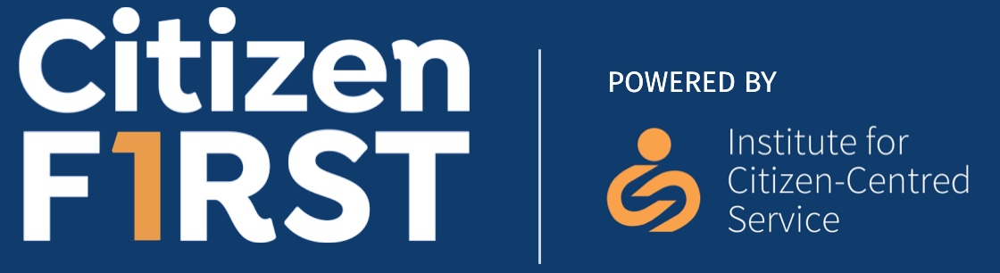 Citizen
F1RST
POWERED BY
Institute for
Citizen-Centred
Service